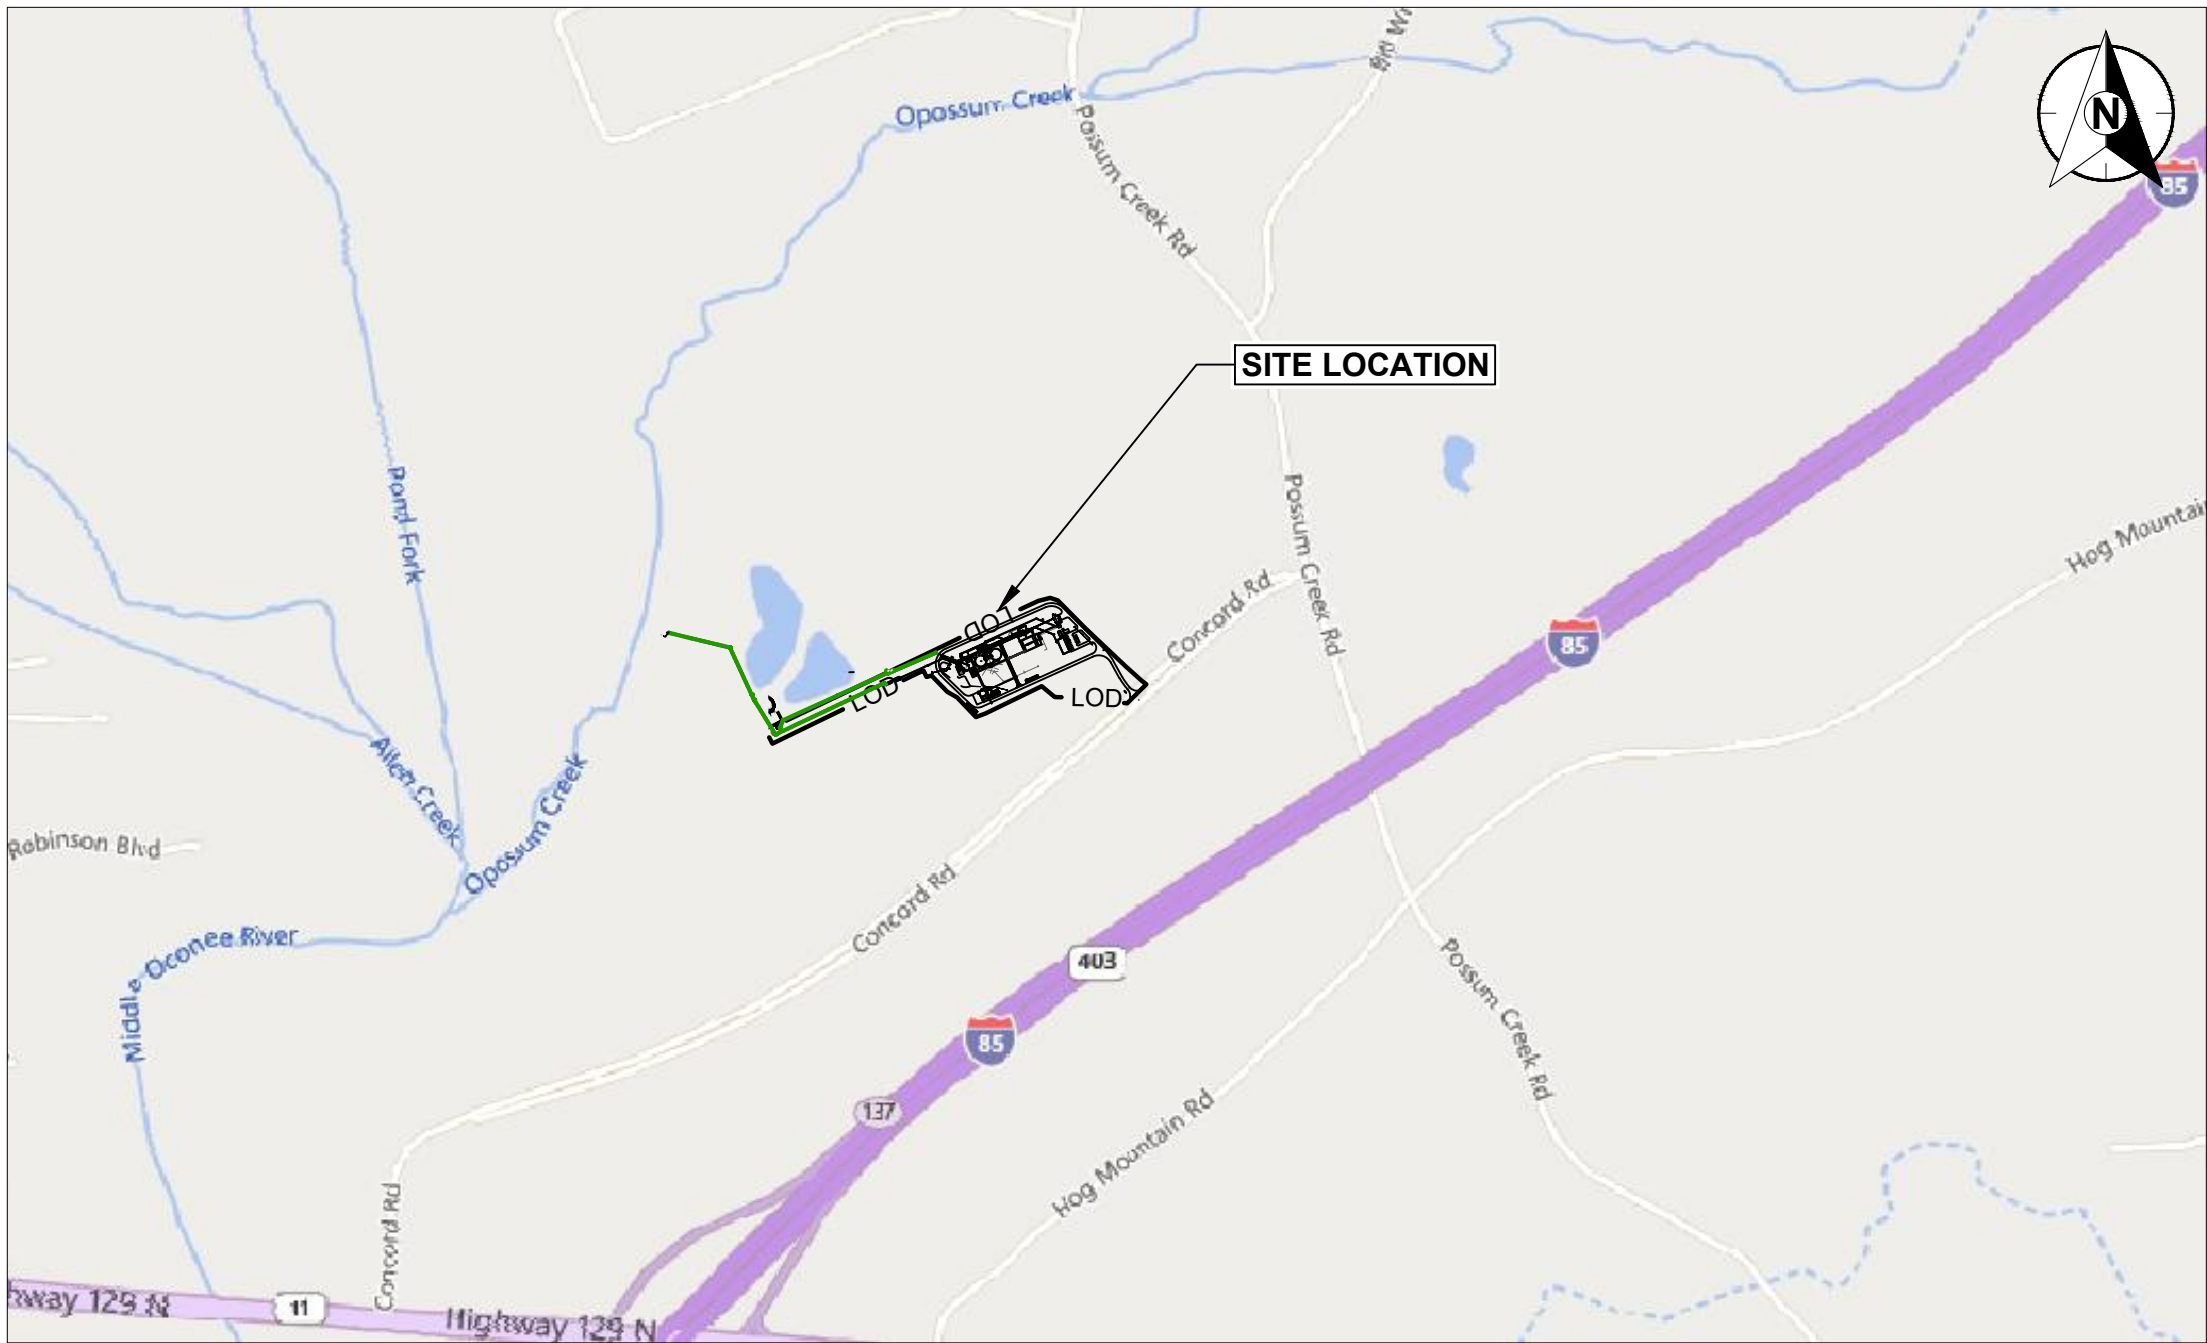 Opossum Creek
N
85
Possum Creek Rd
SITE LOCATION
Pond Fork
Possum Creek Rd
Hog Mountain
Concord Rd
LOD
LOD
LOD
85
Allen Creek
Opossum Creek
Robinson Blvd
Concord Rd
Middle Oconee River
403
Possum Creek Rd
85
137
Hog Mountain Rd
Concord Rd
11
Highway 129 N